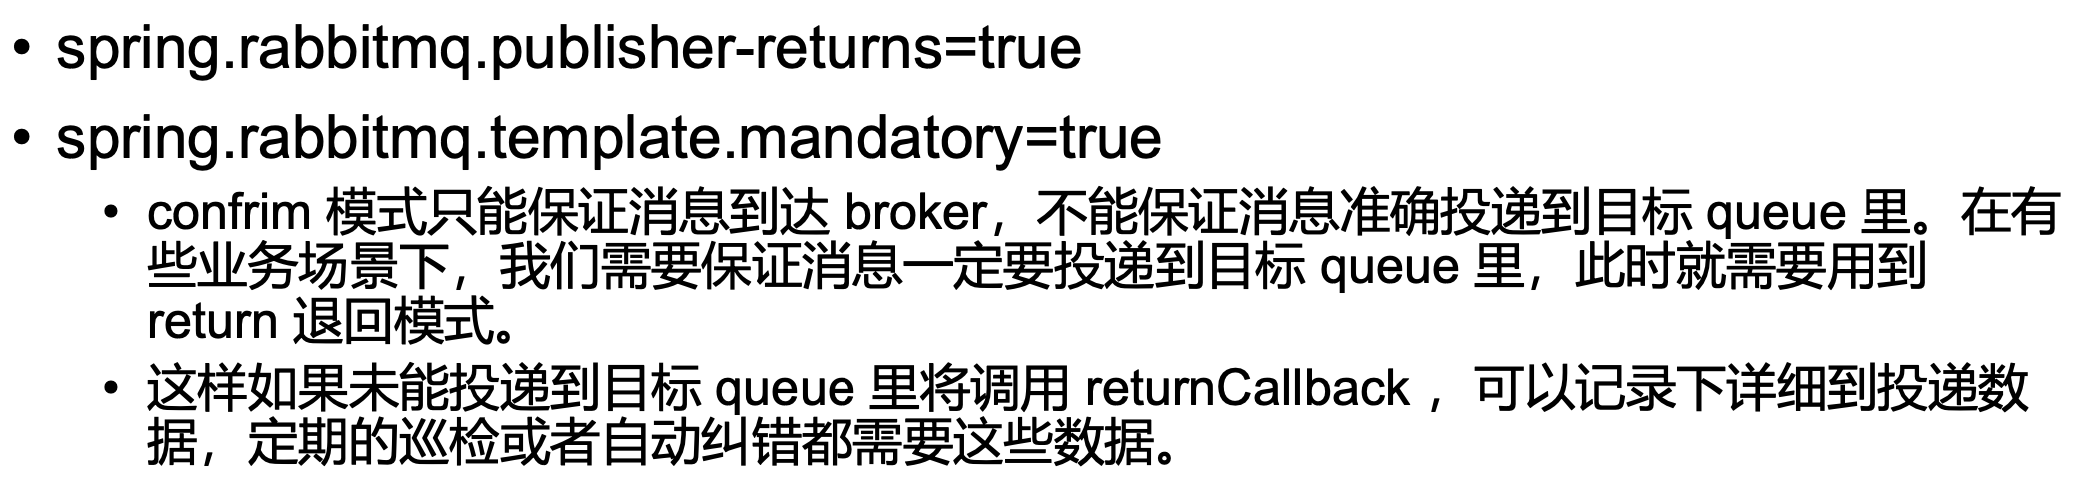 • spring.rabbitmq.publisher-returns=true
• spring.rabbitmq.template.mandatory=true
• confrim 模式只能保证消息到达 broker，不能保证消息准确投递到目标 queue 里。在有
些业务场景下，我们需要保证消息一定要投递到目标 queue 里，此时就需要用到
return 退回模式。
• 这样如果未能投递到目标 queue 里将调用 returnCallback ，可以记录下详细到投递数
据，定期的巡检或者自动纠错都需要这些数据。